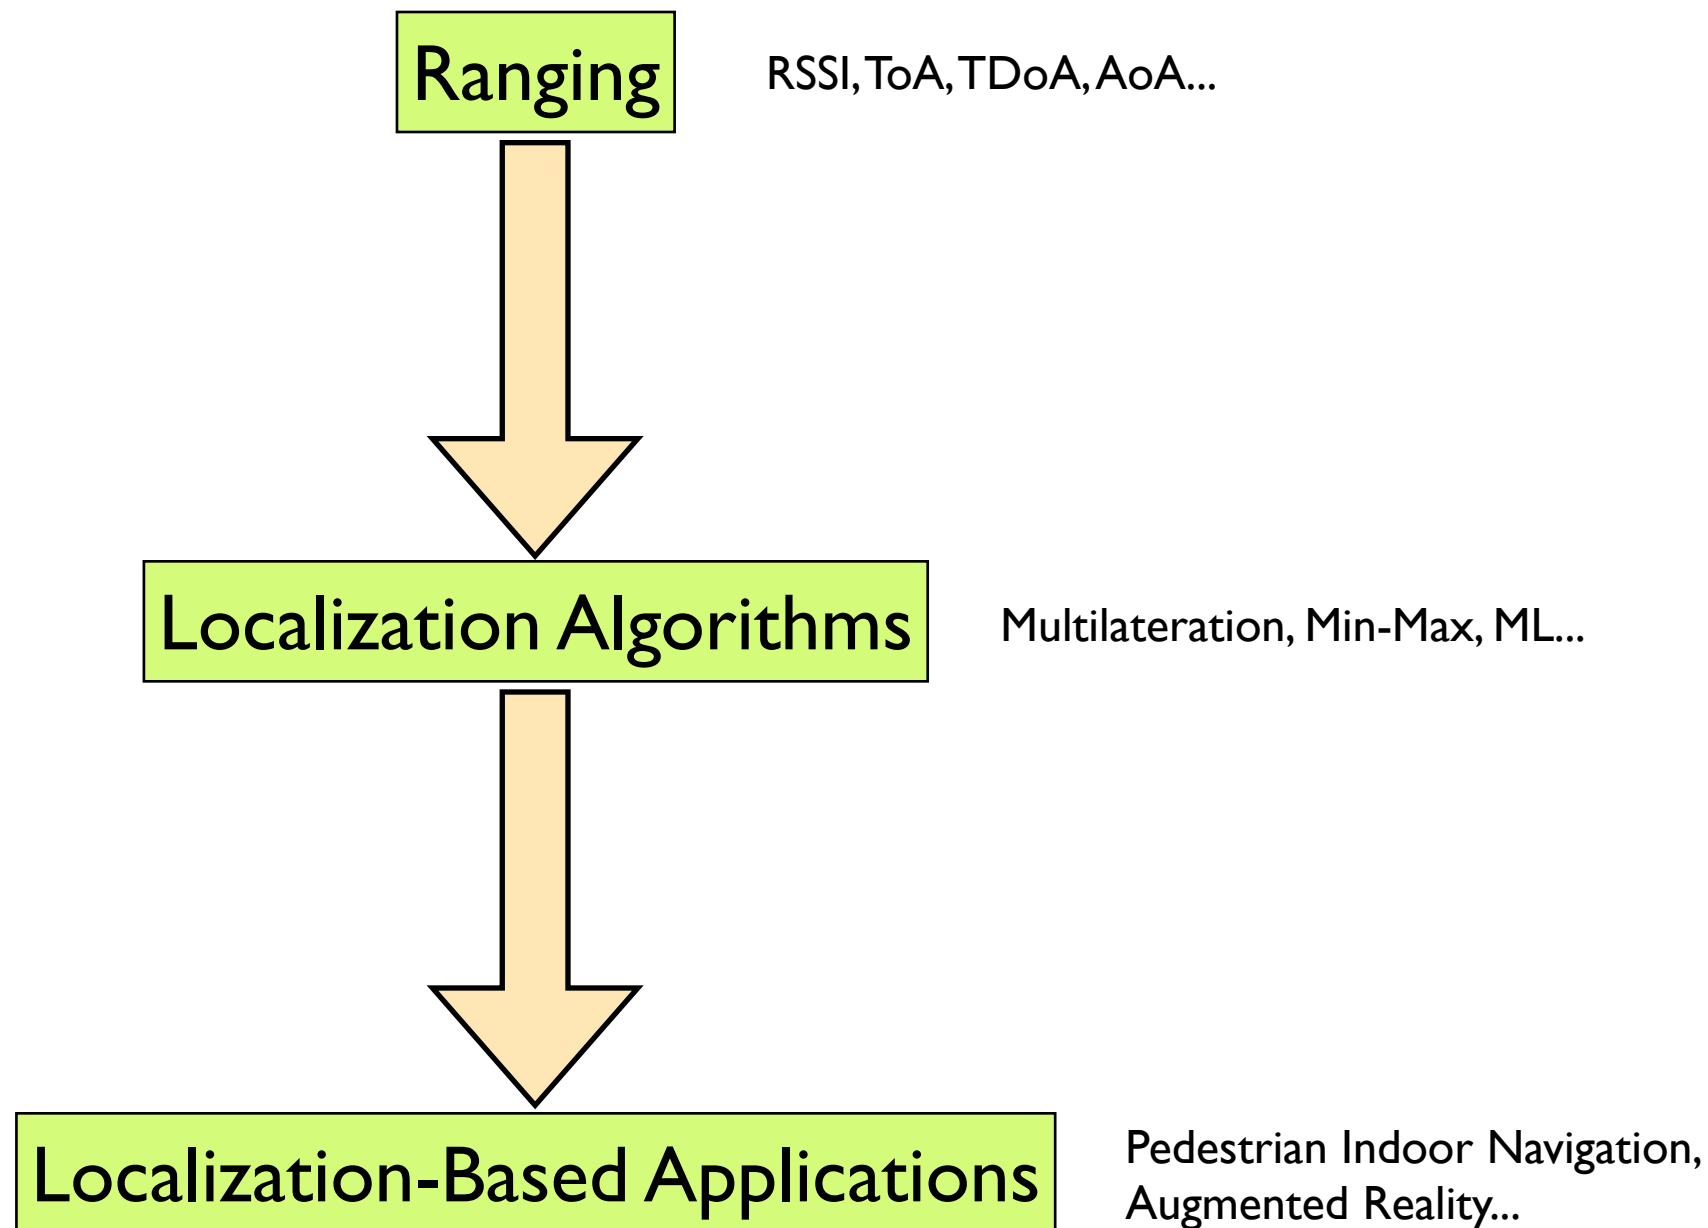 Ranging
RSSI, ToA, TDoA, AoA...
Localization Algorithms
Multilateration, Min-Max, ML...
Localization-Based Applications
Pedestrian Indoor Navigation,
Augmented Reality...